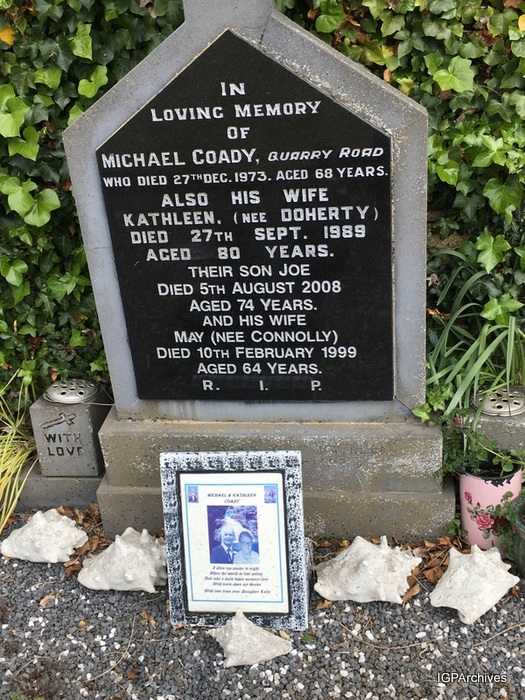 IN
LOVING MEMORY
OF
MICHAEL COADY, QUARRY ROAD
WHO DIED 27TH DEC. 1973. AGED 68 YEARS.
ALSO HIS WIFE
KATHLEEN, (NEE DOHERTY)
DIED 27TH SEPT. 1989
AGED 80 YEARS.
THEIR SON JOE
DIED 5TH AUGUST 2008
AGED 74 YEARS.
AND HIS WIFE
MAY (NEE CONNOLLY)
DIED 10TH FEBRUARY 1999
AGED 64 YEARS.
R. I. P.
WITH
LOVE
MICHAEL & KATHLEEN
COADY
IGPArchives